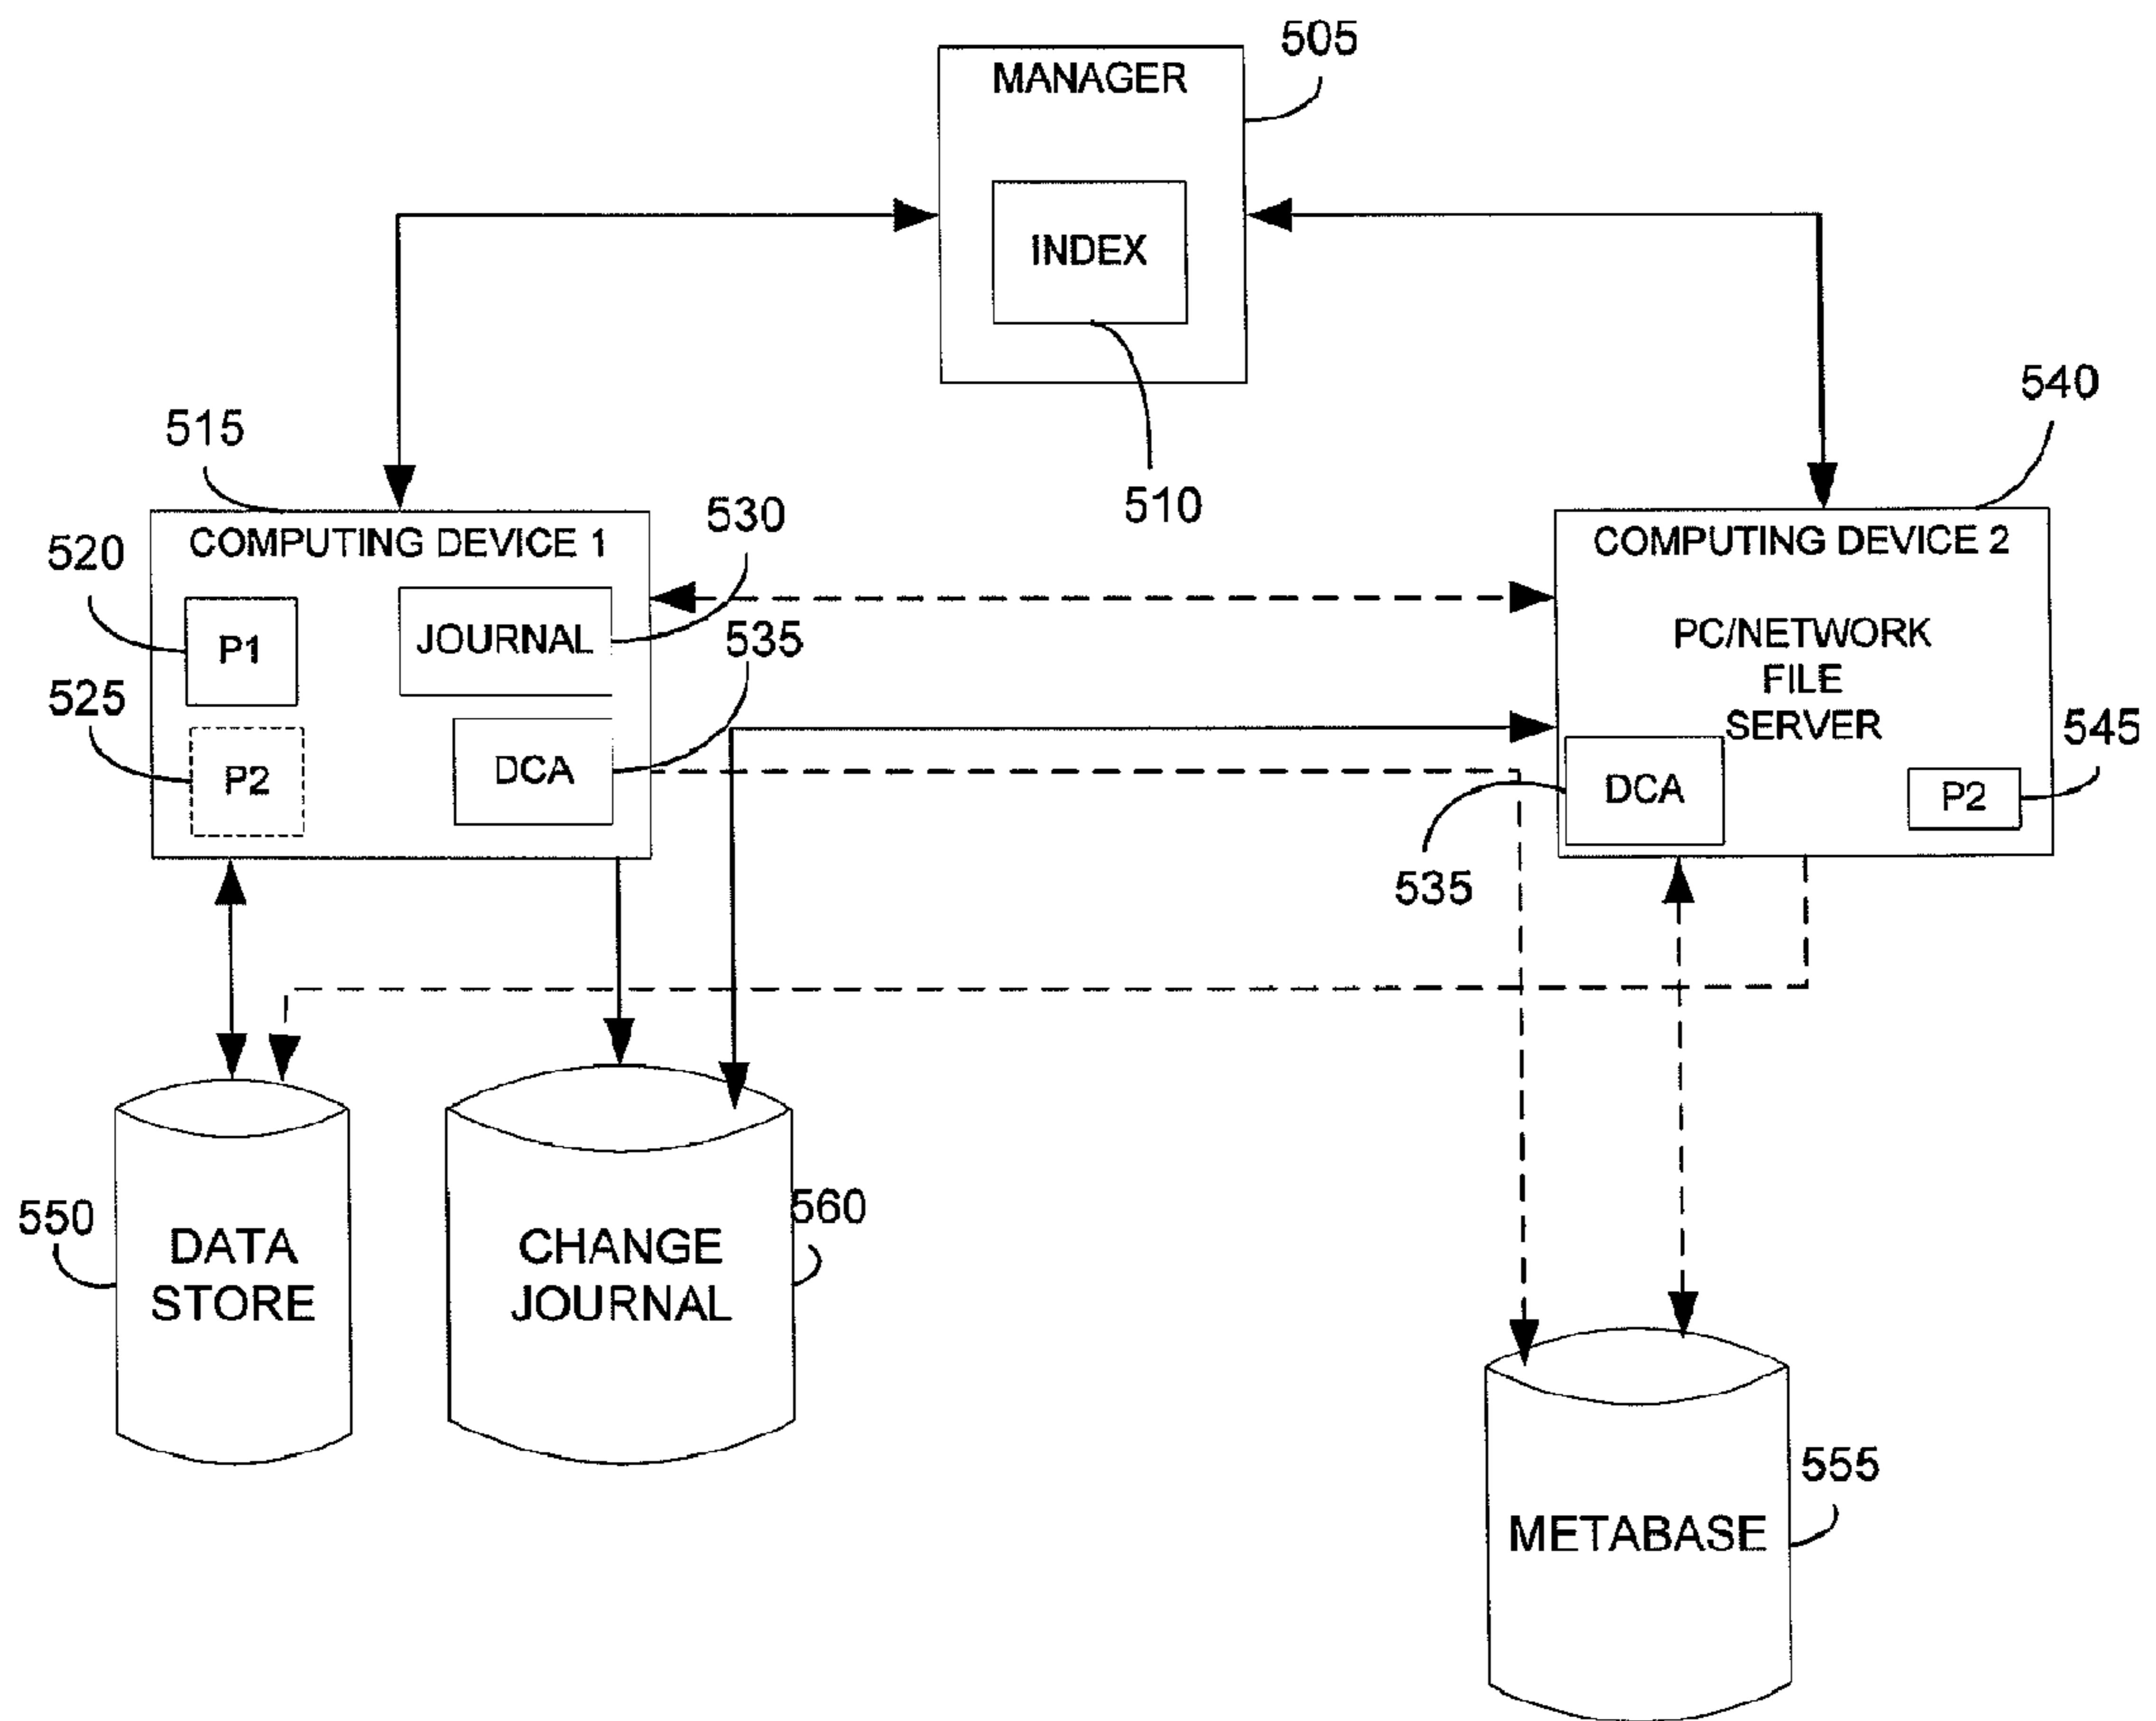 505
MANAGER
INDEX
510
515
540
COMPUTING DEVICE 1
530
520
P1
JOURNAL
535
525
P2
DCA
COMPUTING DEVICE 2
PC/NETWORK
FILE
SERVER
545
DCA
P2
535
550
DATA
STORE
560
CHANGE
JOURNAL
555
METABASE